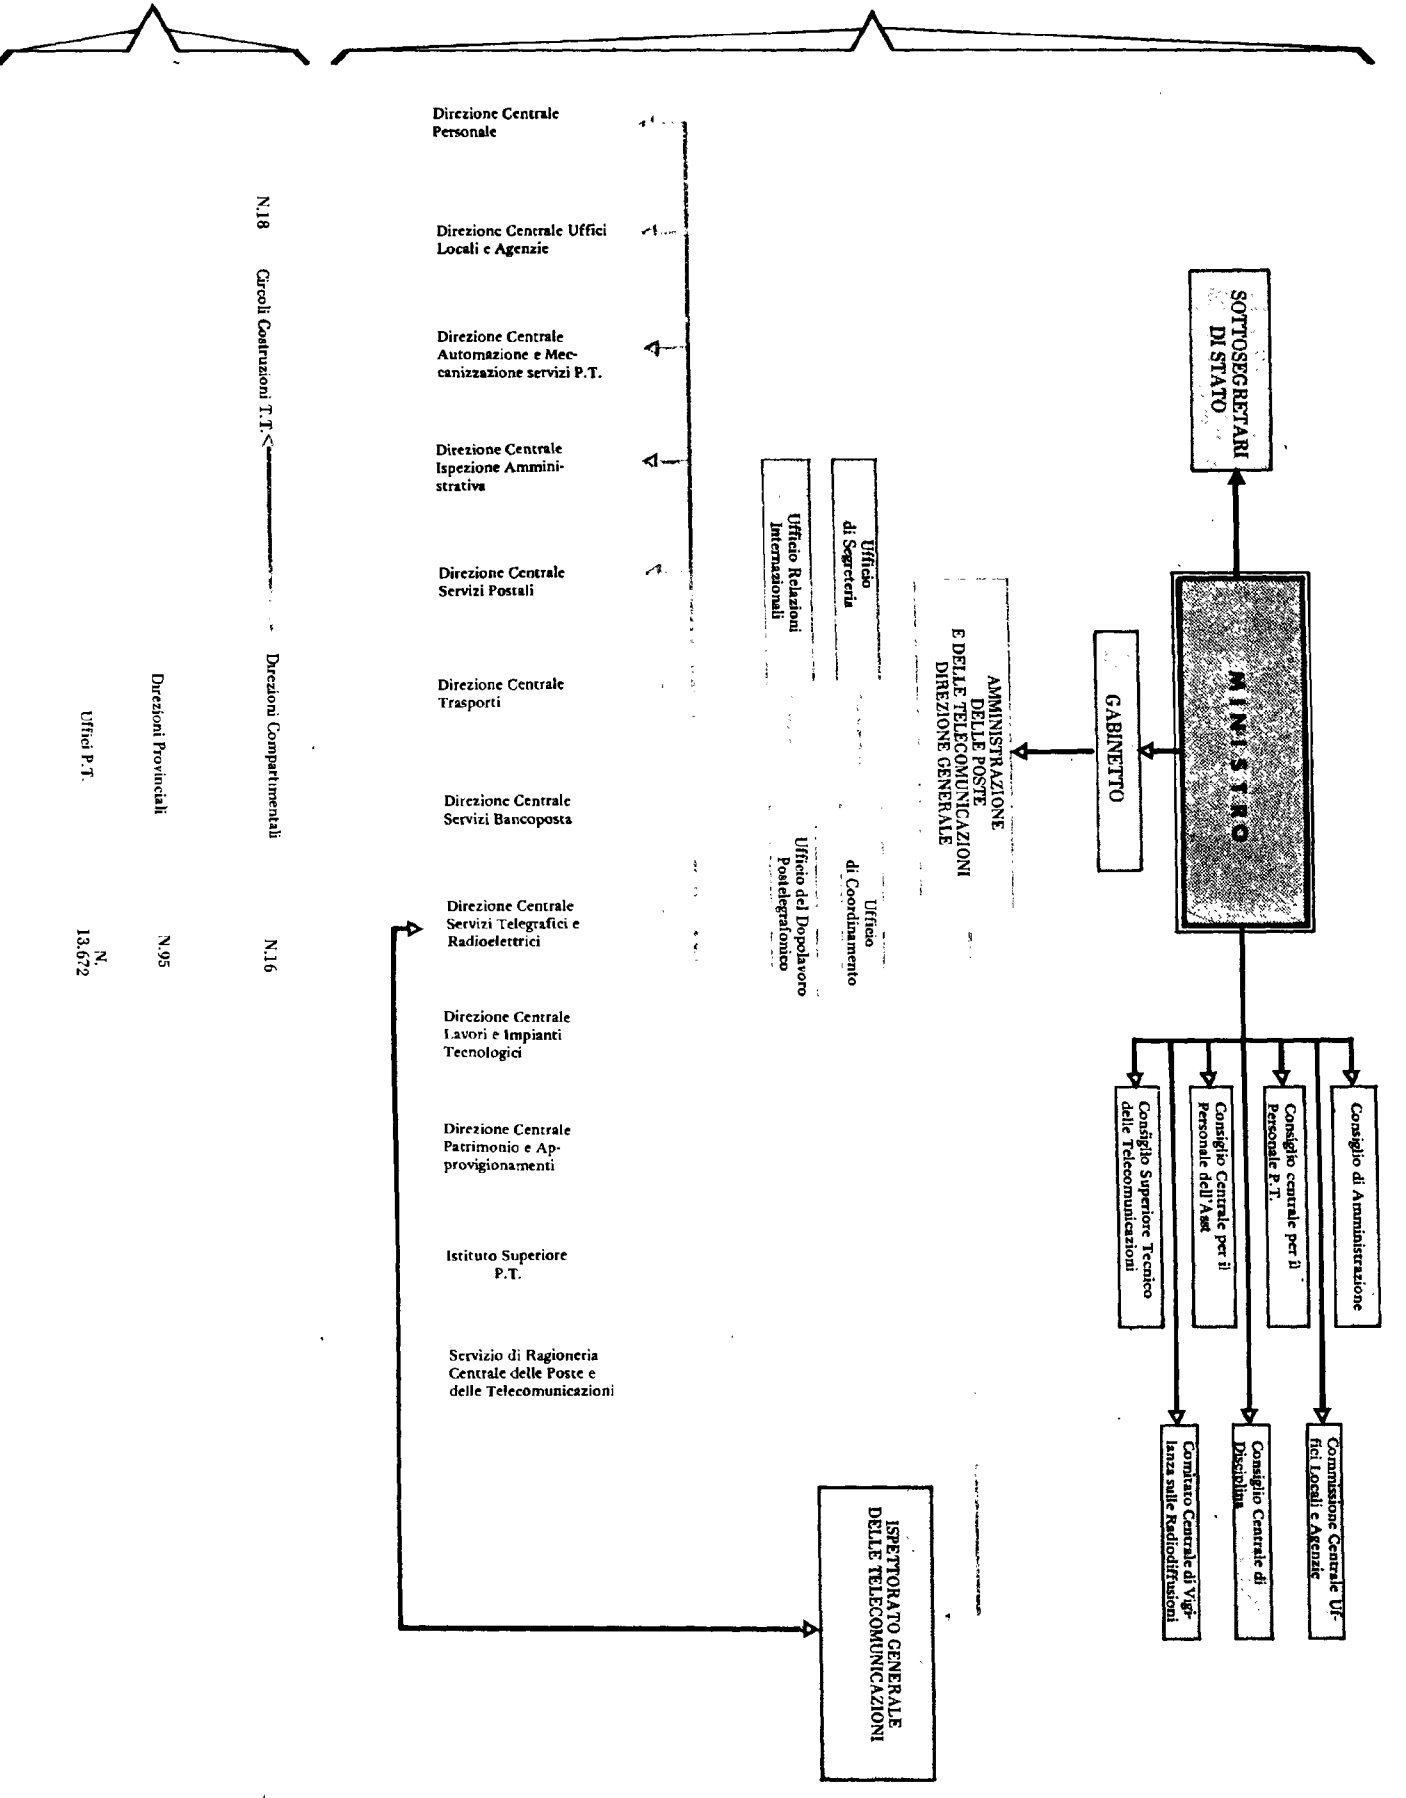 MINISTRO
SOTTOSEGRETARI
DI STATO
GABINETTO
Consiglio di Amministrazione
Consiglio centrale per il
Personale P.T.
Consiglio Centrale per il
Personale dell'Asst
Consiglio Superiore Tecnico
delle Telecomunicazioni
Commissione Centrale Uf-
fici Locali e Agenzie
Consiglio Centrale di
Disciplina
Comitato Centrale di Vigi-
lanza sulle Radiodiffusioni
AMMINISTRAZIONE
DELLE POSTE
E DELLE TELECOMUNICAZIONI
DIREZIONE GENERALE
ISPETTORATO GENERALE
DELLE TELECOMUNICAZIONI
Ufficio
di Segreteria
Ufficio
di Coordinamento
Ufficio Relazioni
Internazionali
Ufficio del Dopolavoro
Postelegrafonico
Direzione Centrale
Personale
Direzione Centrale Uffici
Locali e Agenzie
Direzione Centrale
Automazione e Mec-
canizzazione servizi P.T.
Direzione Centrale
Ispezione Ammini-
strativa
Direzione Centrale
Servizi Postali
Direzione Centrale
Trasporti
Direzione Centrale
Servizi Bancoposta
Direzione Centrale
Servizi Telegrafici e
Radioelettrici
Direzione Centrale
Lavori e Impianti
Tecnologici
Direzione Centrale
Patrimonio e Ap-
provigionamenti
Istituto Superiore
P.T.
Servizio di Ragioneria
Centrale delle Poste e
delle Telecomunicazioni
N.18 Circoli Costruzioni T.T. Direzioni Compartimentali N.16
Direzioni Provinciali N.95
Uffici P.T. N.
13.672